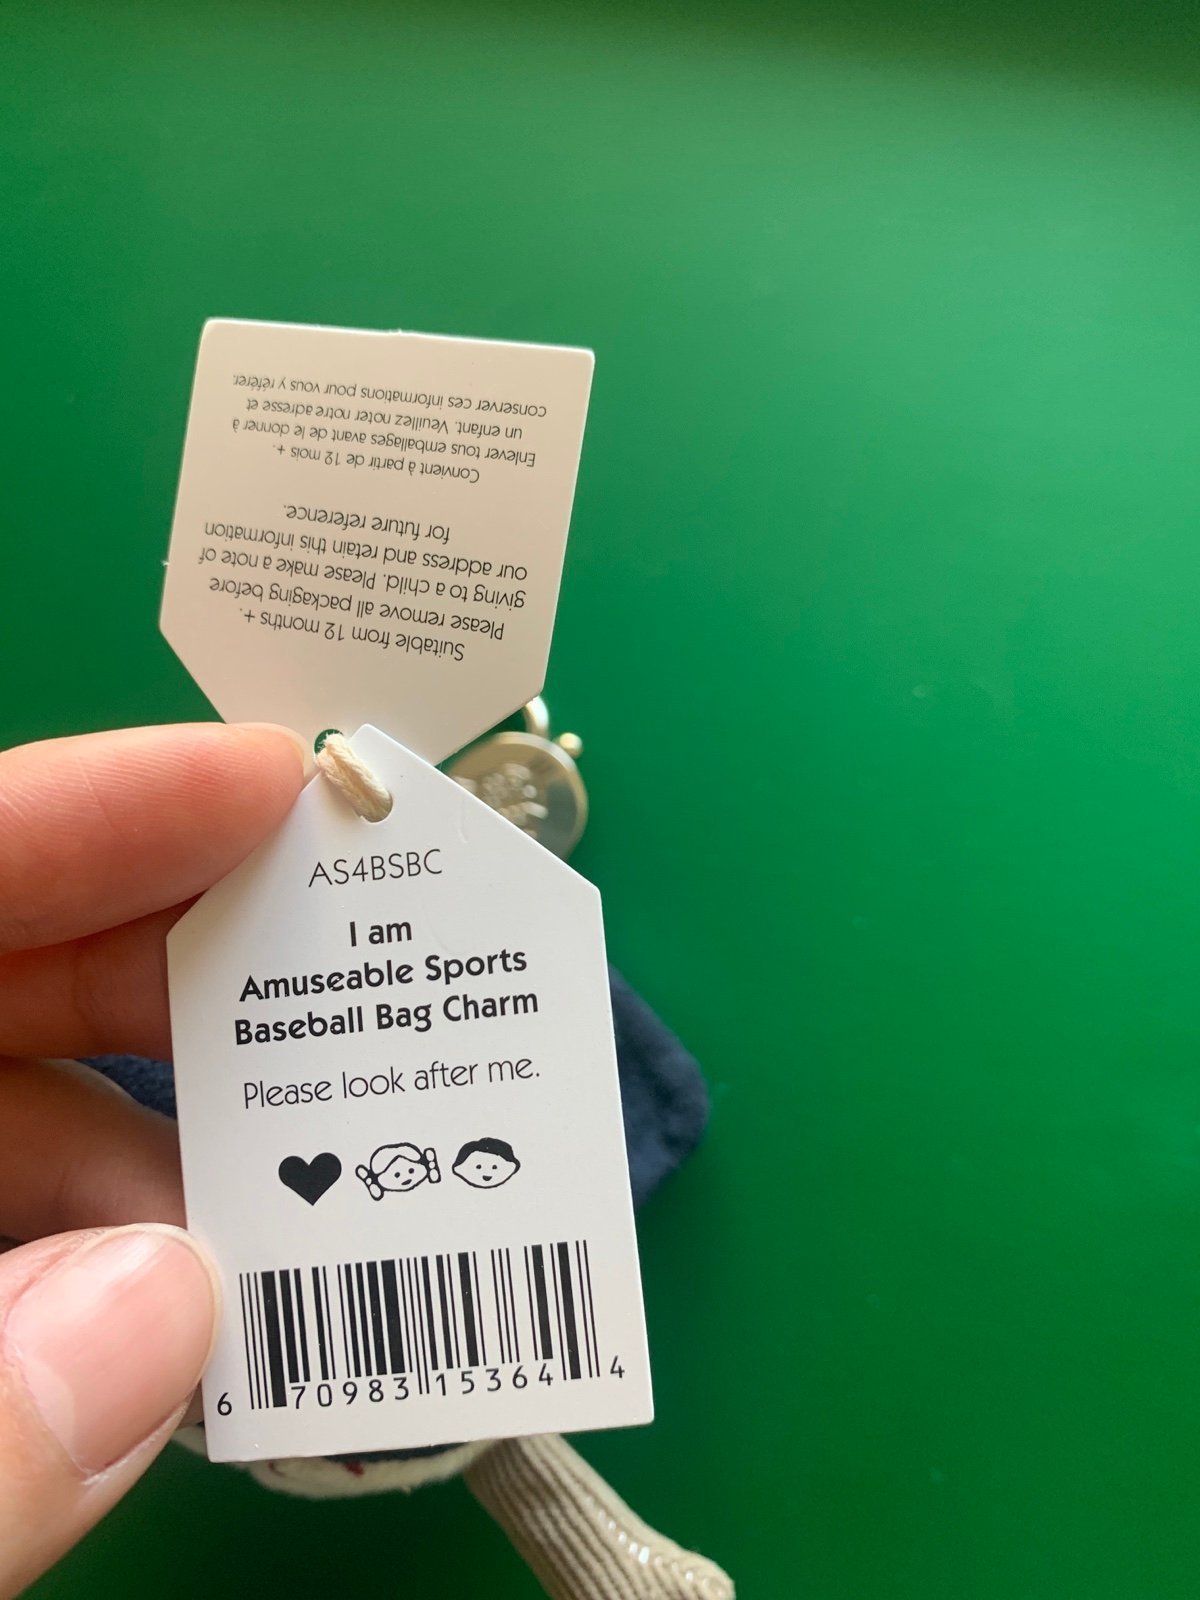 Suitable from 12 months +.
Please remove all packaging before
giving to a child. Please make a note of
our address and retain this information
for future reference.
Convient à partir de 12 mois +.
Enlever tous emballages avant de le donner à
un enfant. Veuillez noter notre adresse et
conserver ces informations pour vous y référer.
AS4BSBC
I am
Amuseable Sports
Baseball Bag Charm
Please look after me.
6 70983 15364 4